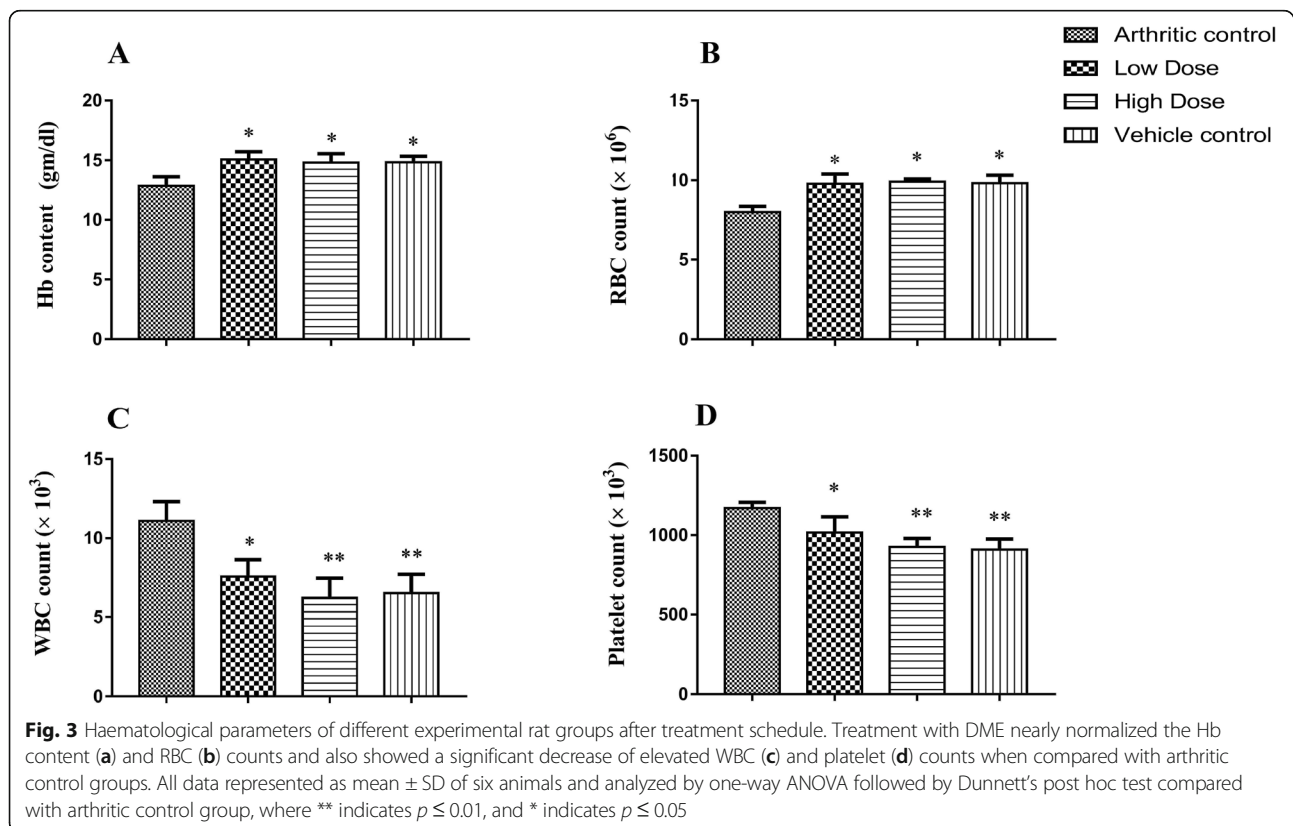 Arthritic control
Low Dose
High Dose
Vehicle control
A
Hb content (gm/dl)
20
15
10
5
0
*
*
*
B
RBC count (× 10⁶)
15
10
5
0
*
*
*
C
WBC count (× 10³)
15
10
5
0
*
**
**
D
Platelet count (× 10³)
1500
1000
500
0
*
**
**
Fig. 3 Haematological parameters of different experimental rat groups after treatment schedule. Treatment with DME nearly normalized the Hb
content (a) and RBC (b) counts and also showed a significant decrease of elevated WBC (c) and platelet (d) counts when compared with arthritic
control groups. All data represented as mean ± SD of six animals and analyzed by one-way ANOVA followed by Dunnett’s post hoc test compared
with arthritic control group, where ** indicates p ≤ 0.01, and * indicates p ≤ 0.05